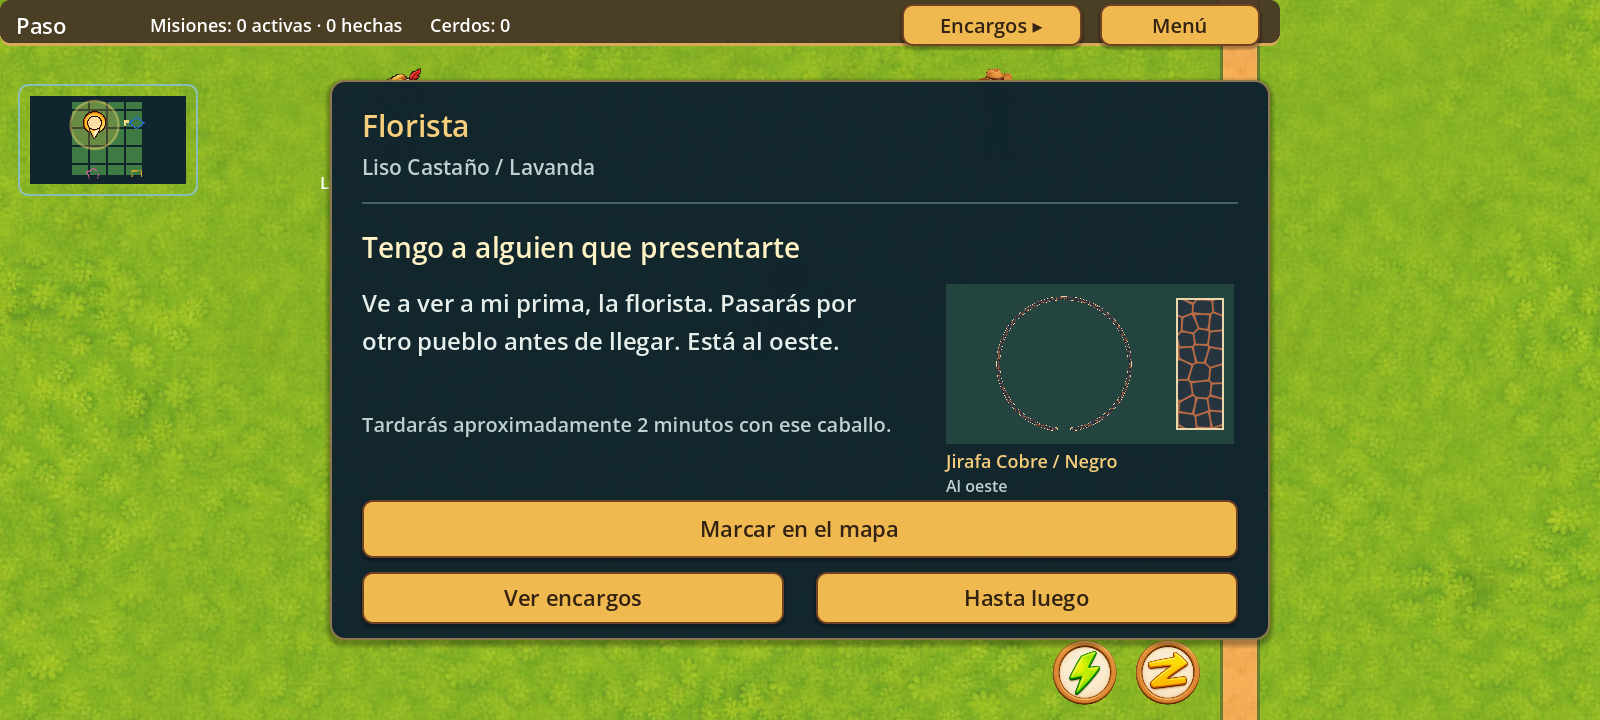 Paso
Misiones: 0 activas · 0 hechas
Cerdos: 0
Encargos ▸
Menú
L
Florista
Liso Castaño / Lavanda
Tengo a alguien que presentarte
Ve a ver a mi prima, la florista. Pasarás por
otro pueblo antes de llegar. Está al oeste.
Tardarás aproximadamente 2 minutos con ese caballo.
Jirafa Cobre / Negro
Al oeste
Marcar en el mapa
Ver encargos
Hasta luego